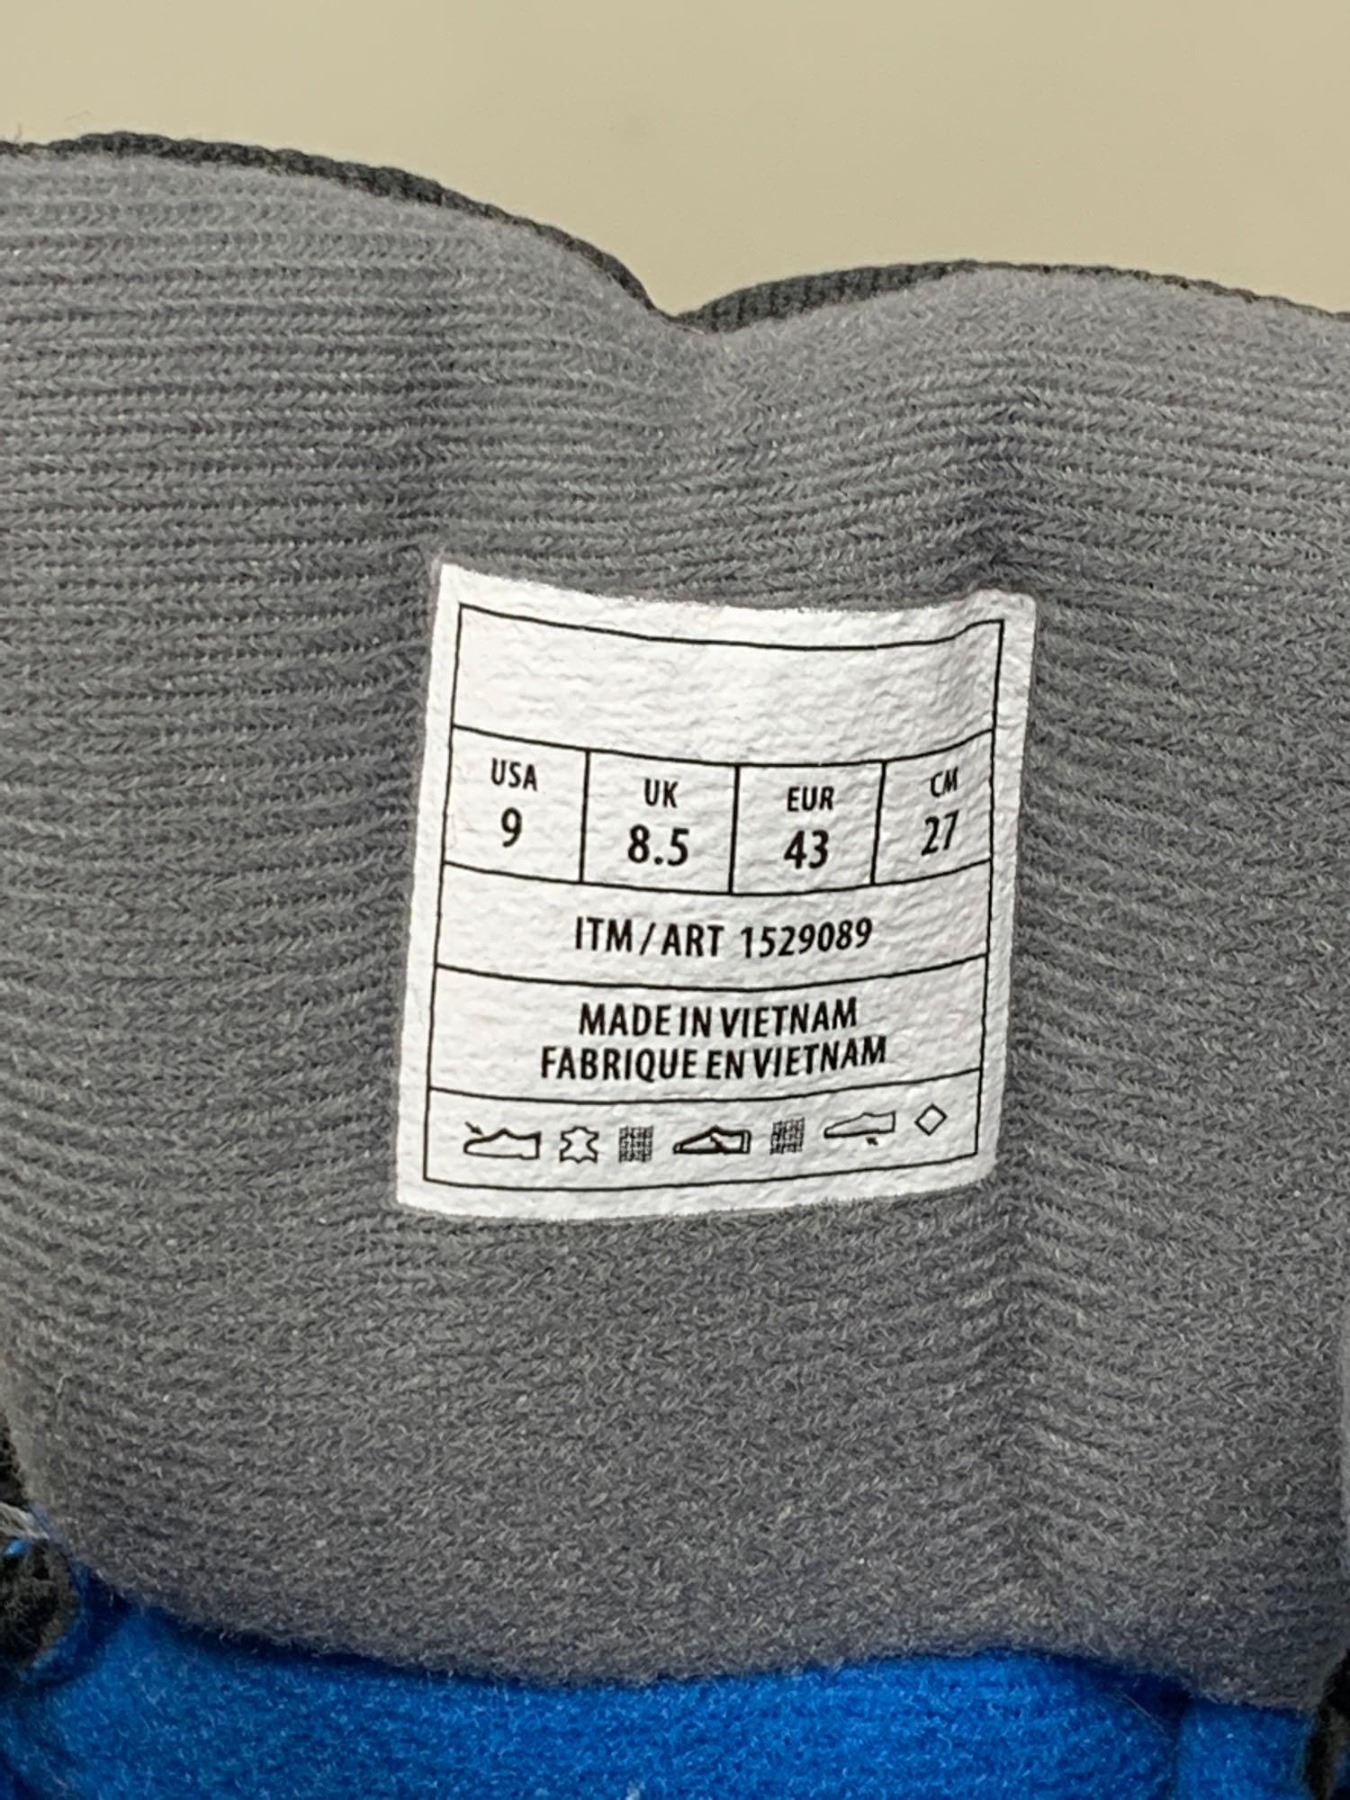 USA UK EUR CM
9 8.5 43 27
ITM / ART 1529089
MADE IN VIETNAM
FABRIQUE EN VIETNAM